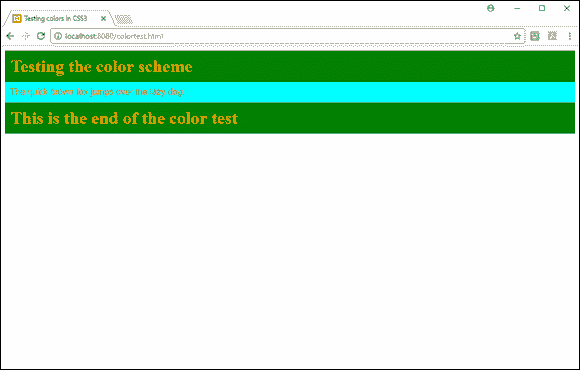 Testing colors in CSS3
localhost:8080/colortest.html
Testing the color scheme
The quick brown fox jumps over the lazy dog.
This is the end of the color test